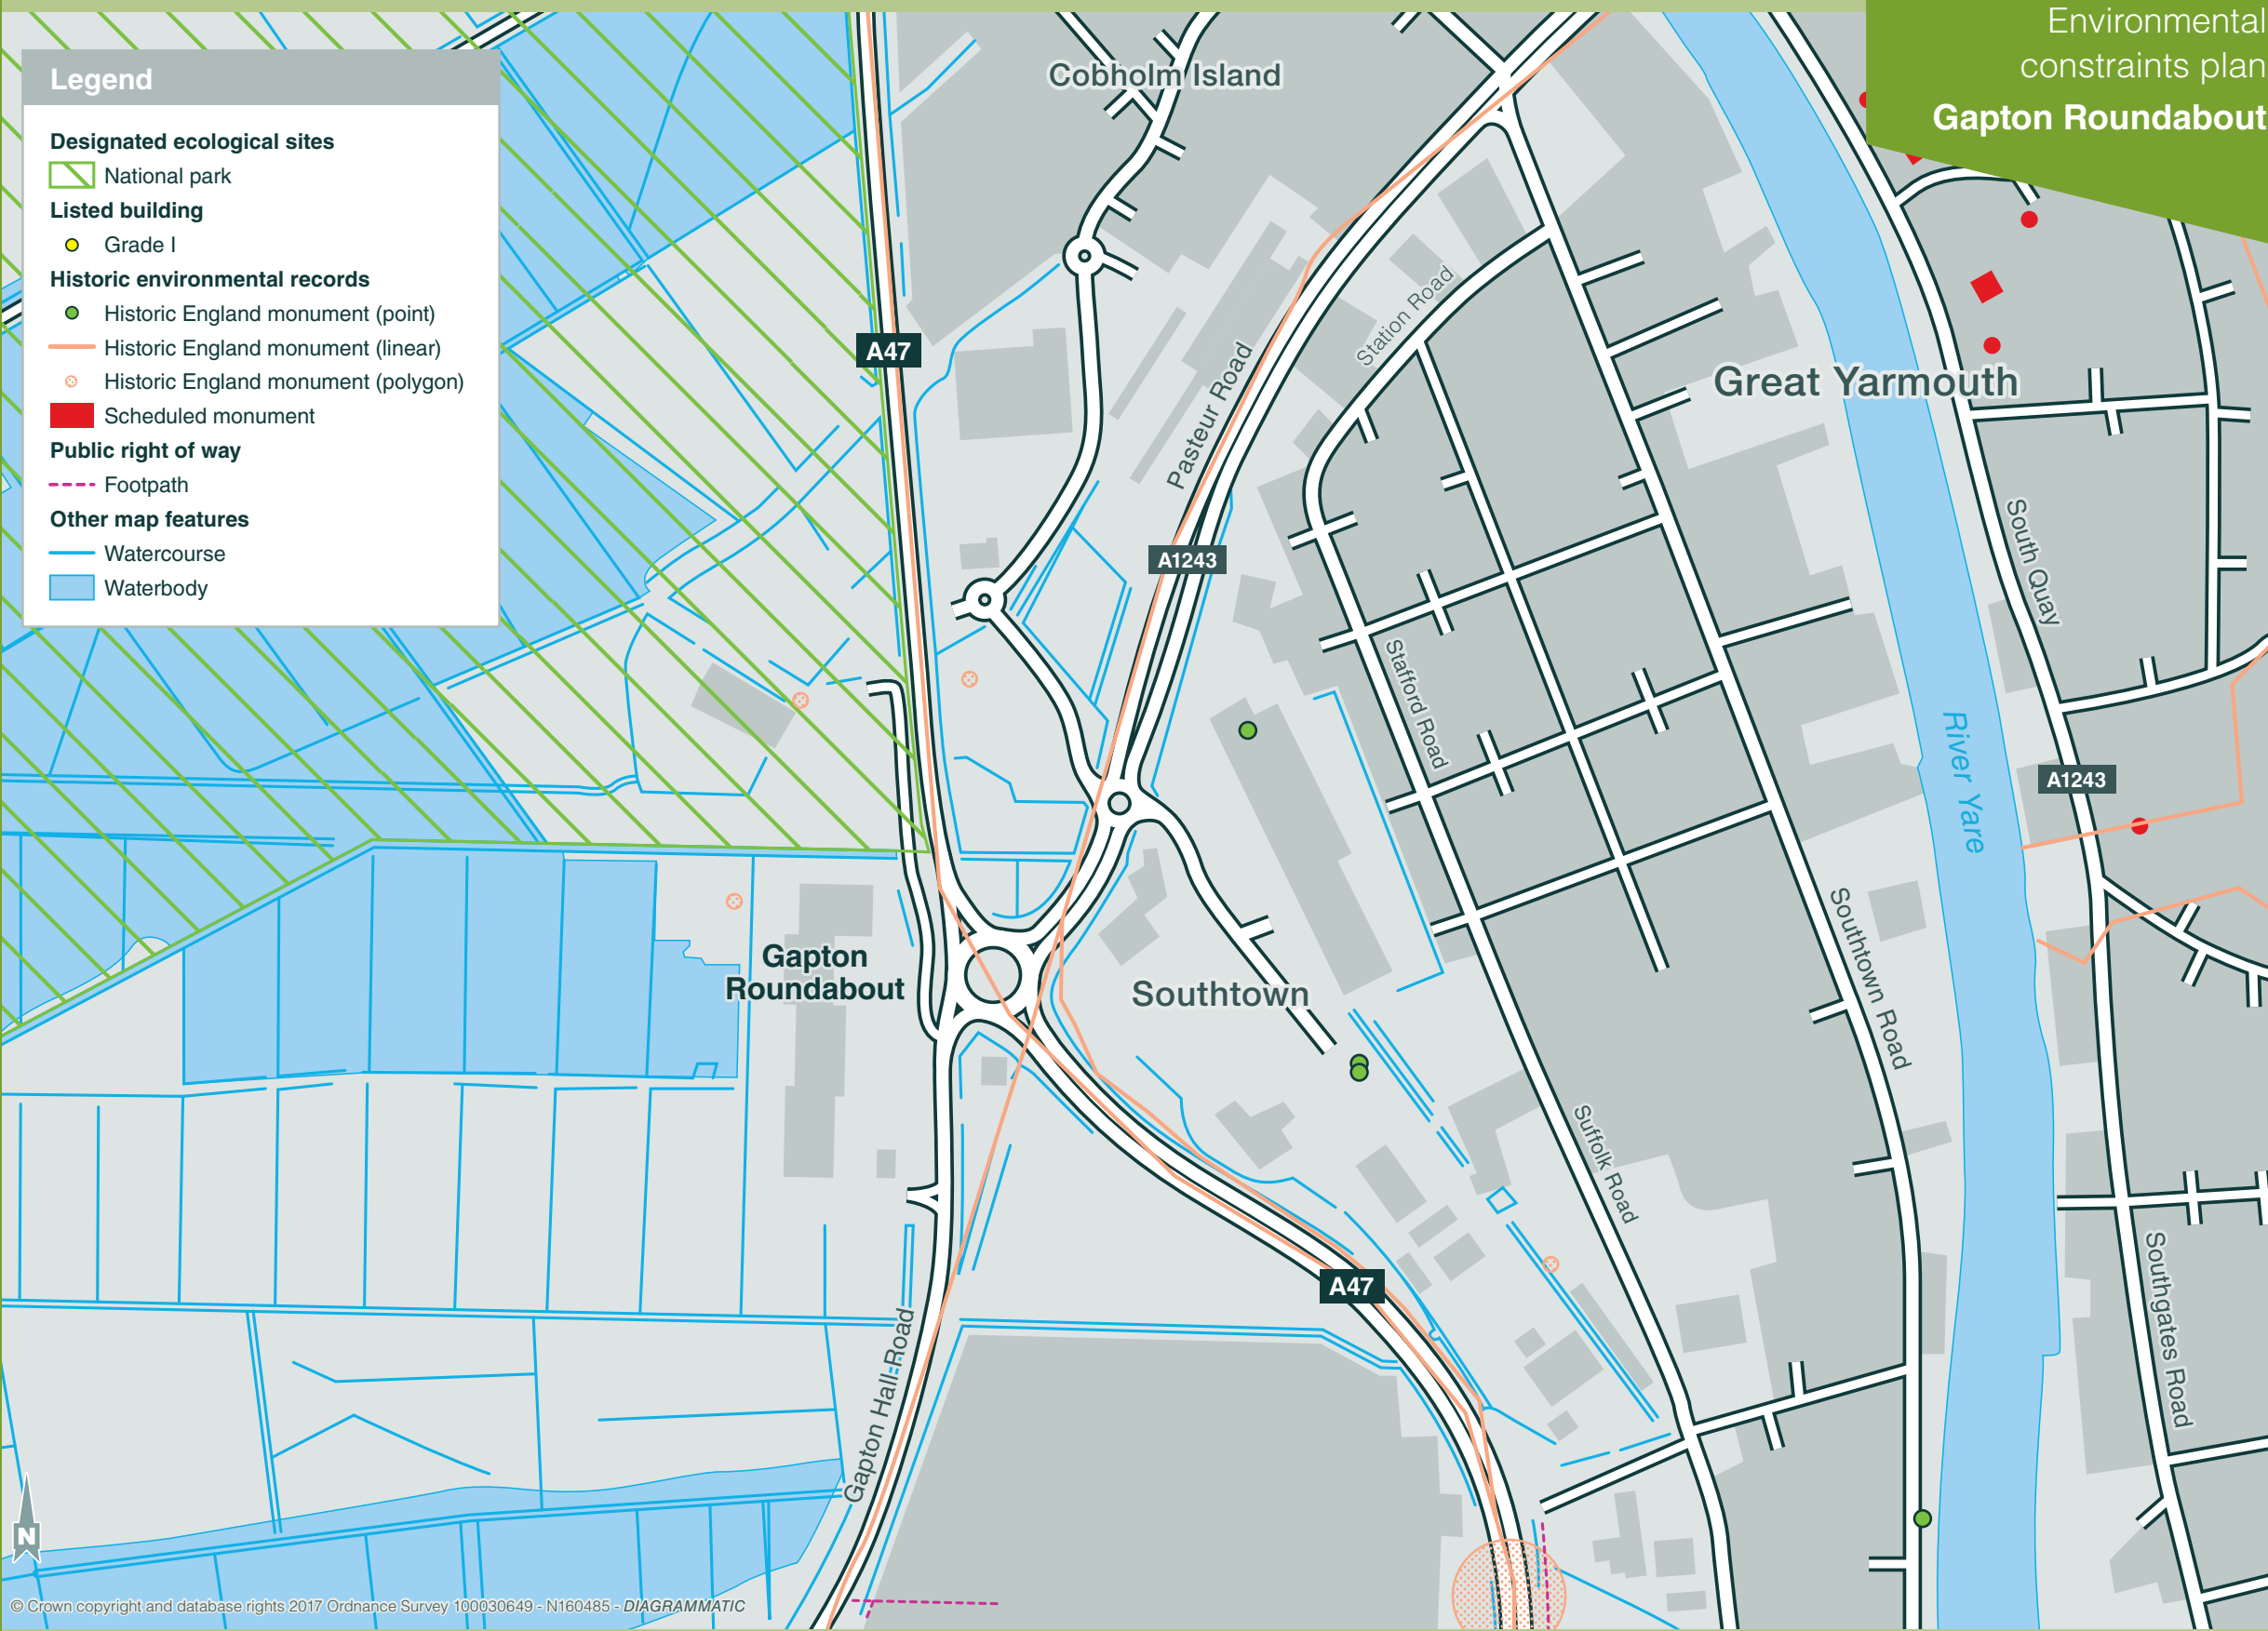 Environmental
constraints plan
Gapton Roundabout
Legend
Designated ecological sites
National park
Listed building
Grade I
Historic environmental records
Historic England monument (point)
Historic England monument (linear)
Historic England monument (polygon)
Scheduled monument
Public right of way
Footpath
Other map features
Watercourse
Waterbody
Cobholm Island
A47
Station Road
Pasteur Road
Great Yarmouth
A1243
South Quay
Stafford Road
River Yare
A1243
Gapton
Roundabout
Southtown
Southtown Road
Suffolk Road
A47
Southgates Road
Gapton Hall Road
N
© Crown copyright and database rights 2017 Ordnance Survey 100030649 - N160485 - DIAGRAMMATIC